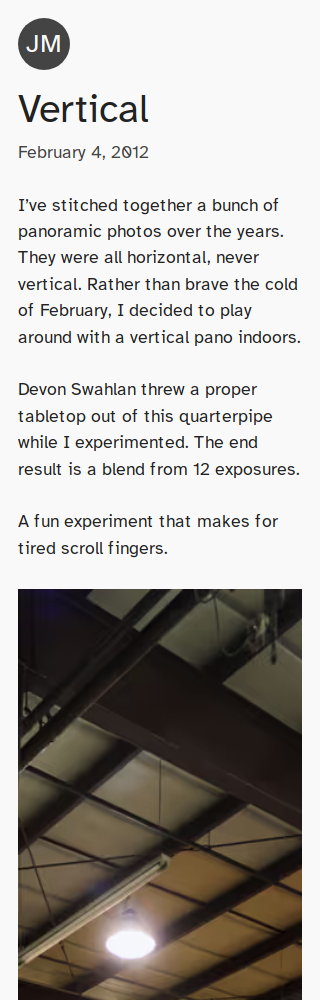 JM
Vertical
February 4, 2012
I’ve stitched together a bunch of
panoramic photos over the years.
They were all horizontal, never
vertical. Rather than brave the cold
of February, I decided to play
around with a vertical pano indoors.
Devon Swahlan threw a proper
tabletop out of this quarterpipe
while I experimented. The end
result is a blend from 12 exposures.
A fun experiment that makes for
tired scroll fingers.